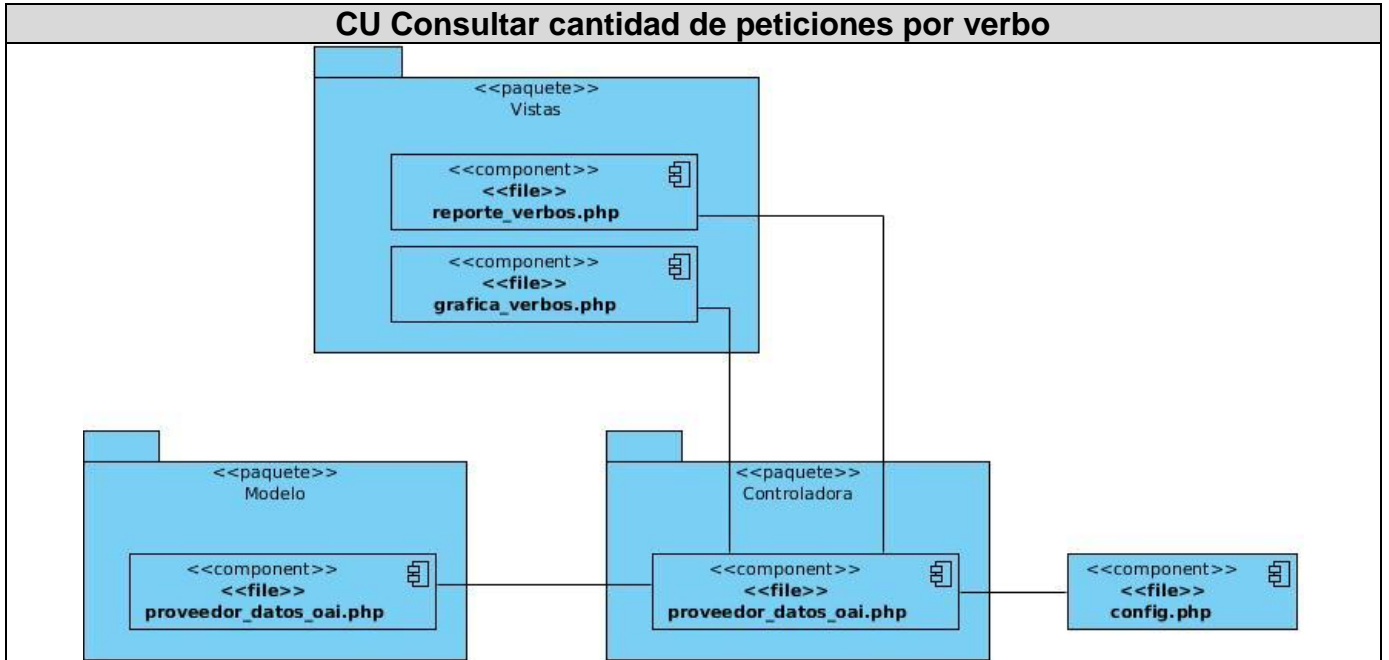 CU Consultar cantidad de peticiones por verbo
<<paquete>>
Vistas
<<component>>
<<file>>
reporte_verbos.php
<<component>>
<<file>>
grafica_verbos.php
<<paquete>>
Modelo
<<component>>
<<file>>
proveedor_datos_oai.php
<<paquete>>
Controladora
<<component>>
<<file>>
proveedor_datos_oai.php
<<component>>
<<file>>
config.php